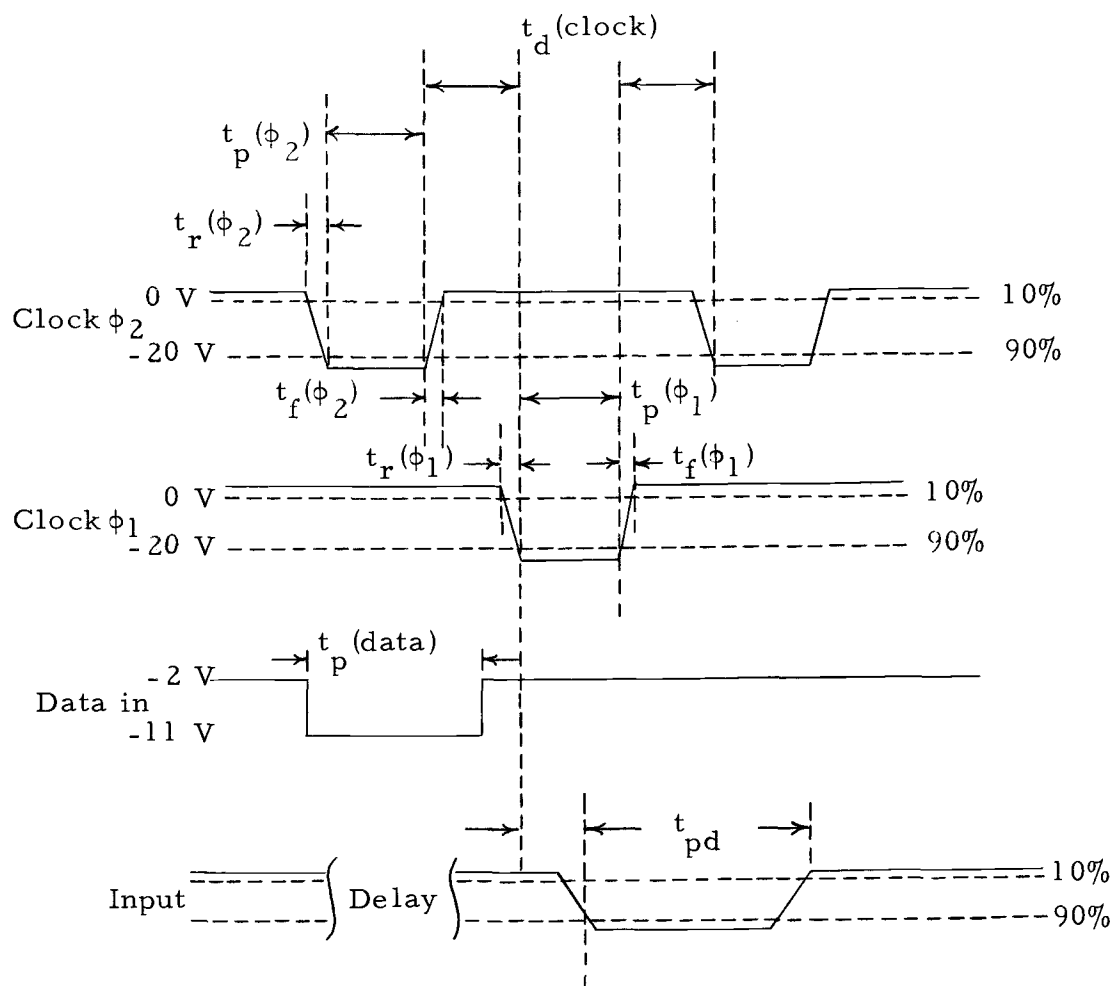 t_d(clock)
t_p(ϕ_2)
t_r(ϕ_2)
0 V
10%
Clock ϕ_2
-20 V
90%
t_f(ϕ_2)
t_p(ϕ_1)
t_r(ϕ_1)
t_f(ϕ_1)
0 V
10%
Clock ϕ_1
-20 V
90%
t_p(data)
-2 V
Data in
-11 V
t_pd
10%
Input
Delay
90%